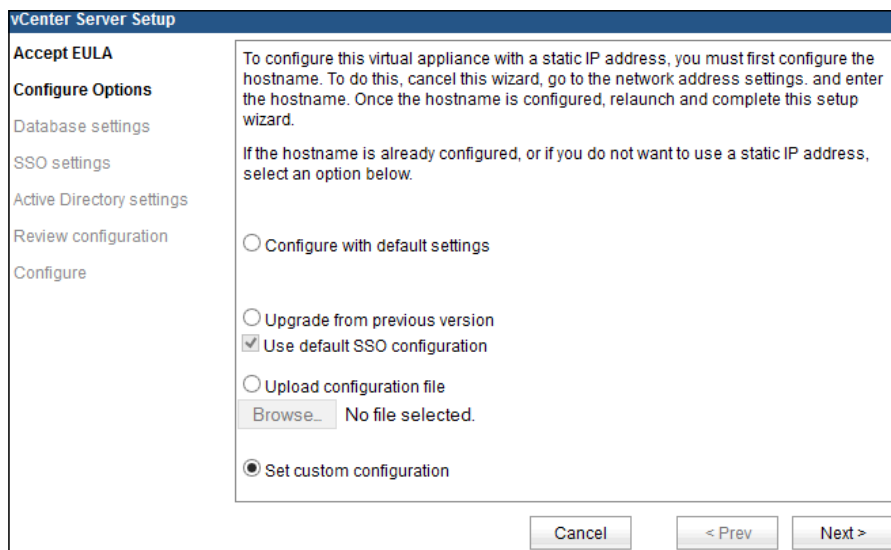 vCenter Server Setup
Accept EULA
Configure Options
Database settings
SSO settings
Active Directory settings
Review configuration
Configure
To configure this virtual appliance with a static IP address, you must first configure the
hostname. To do this, cancel this wizard, go to the network address settings. and enter
the hostname. Once the hostname is configured, relaunch and complete this setup
wizard.
If the hostname is already configured, or if you do not want to use a static IP address,
select an option below.
Configure with default settings
Upgrade from previous version
Use default SSO configuration
Upload configuration file
Browse... No file selected.
Set custom configuration
Cancel < Prev Next >